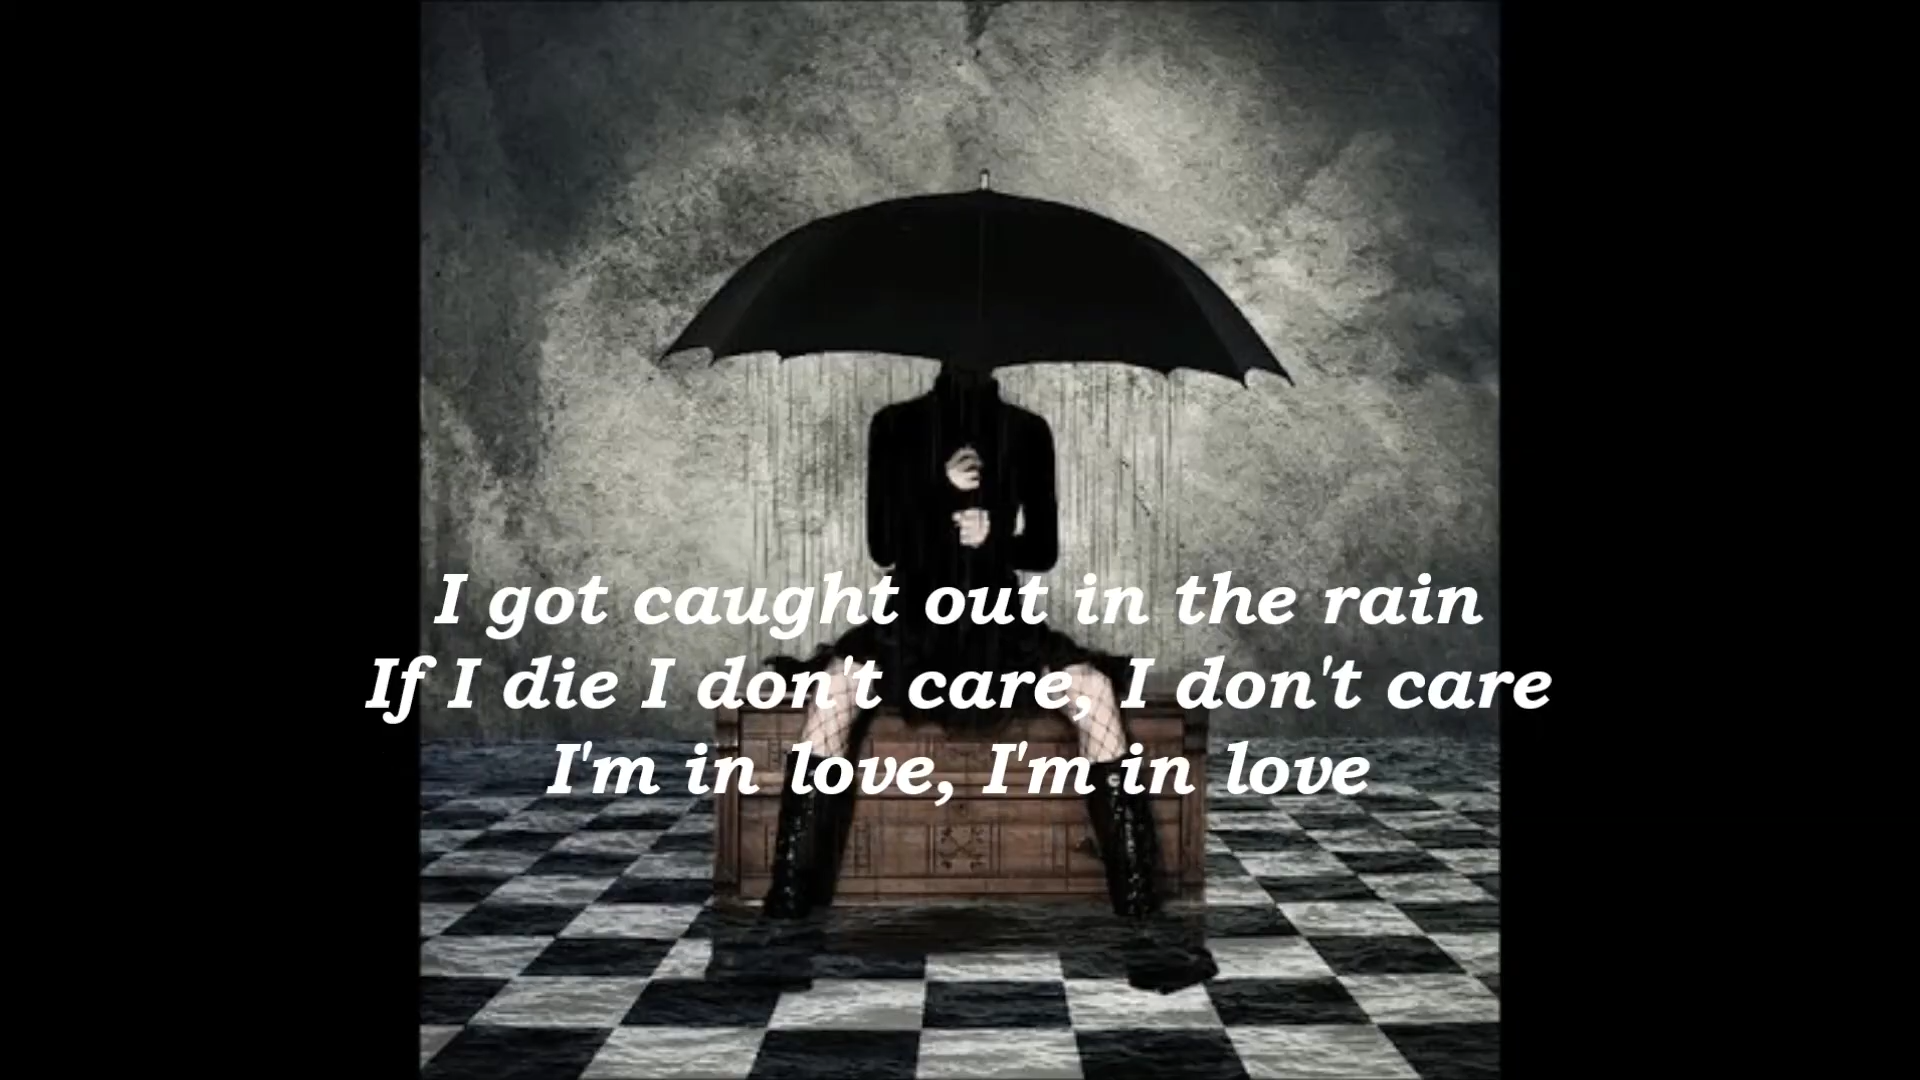 I got caught out in the rain
If I die I don't care, I don't care
I'm in love, I'm in love